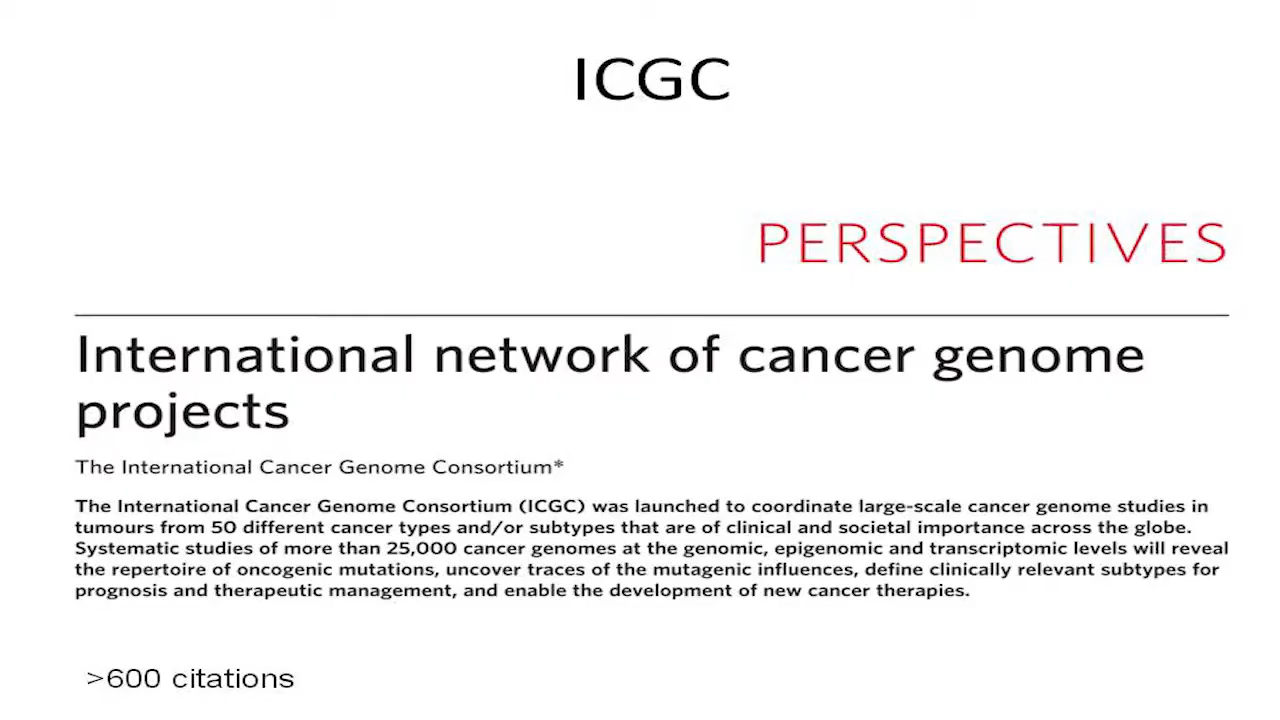 ICGC
PERSPECTIVES
International network of cancer genome
projects
The International Cancer Genome Consortium*
The International Cancer Genome Consortium (ICGC) was launched to coordinate large-scale cancer genome studies in
tumours from 50 different cancer types and/or subtypes that are of clinical and societal importance across the globe.
Systematic studies of more than 25,000 cancer genomes at the genomic, epigenomic and transcriptomic levels will reveal
the repertoire of oncogenic mutations, uncover traces of the mutagenic influences, define clinically relevant subtypes for
prognosis and therapeutic management, and enable the development of new cancer therapies.
>600 citations